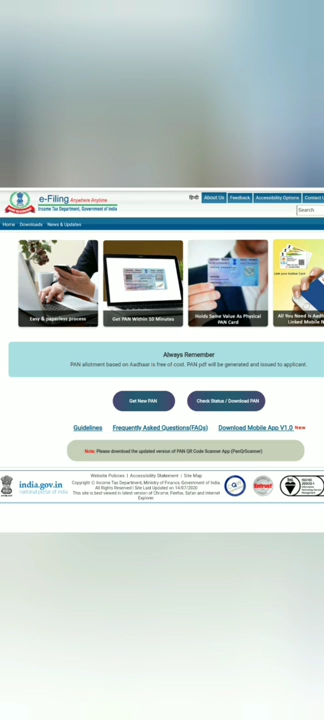 e-Filing Anywhere Anytime
Income Tax Department, Government of India
हिन्दी About Us Feedback Accessibility Options Contact U
Search
Home Downloads News & Updates
Easy & paperless process
Get PAN Within 10 Minutes
Holds Same Value As Physical PAN Card
All You Need Is Aadh
Linked Mobile N
Always Remember
PAN allotment based on Aadhaar is free of cost. PAN pdf will be generated and issued to applicant.
Get New PAN
Check Status / Download PAN
Guidelines Frequently Asked Questions(FAQs) Download Mobile App V1.0 New
Note: Please download the updated version of PAN QR Code Scanner App (PanQrScanner)
Website Policies | Accessibility Statement | Site Map
Copyright © Income Tax Department, Ministry of Finance, Government of India.
All Rights Reserved | Site Last Updated on 14/07/2020
This site is best viewed in latest version of Chrome, Firefox, Safari and Internet
Exporer.
india.gov.in
national portal of india
Entrust